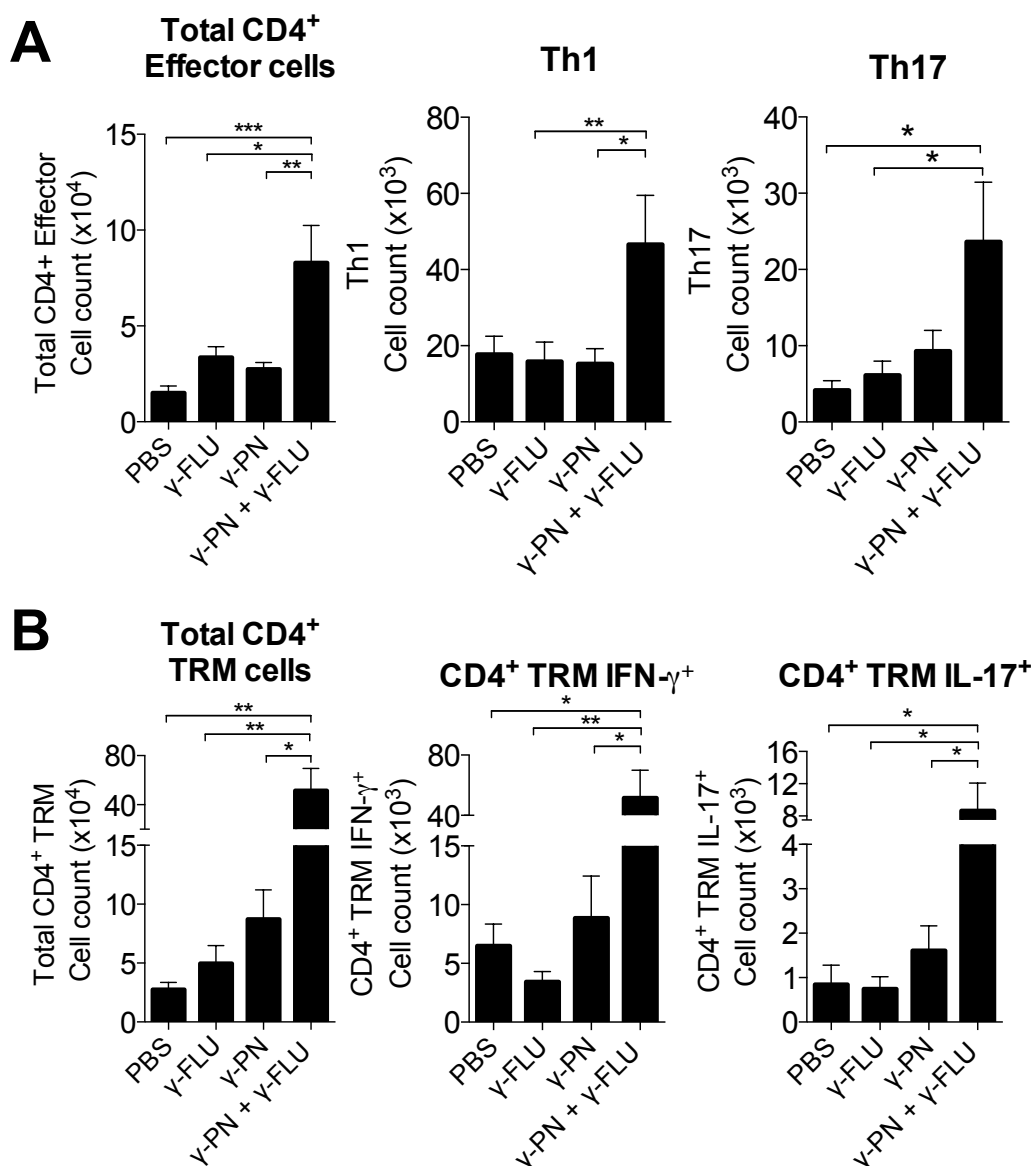 A
Total CD4⁺
Effector cells
Total CD4+ Effector
Cell count (x10⁴)
15
10
5
0
***
*
**
PBS
γ-FLU
γ-PN
γ-PN + γ-FLU
Th1
Th1
Cell count (x10³)
80
60
40
20
0
**
*
PBS
γ-FLU
γ-PN
γ-PN + γ-FLU
Th17
Th17
Cell count (x10³)
40
30
20
10
0
*
*
PBS
γ-FLU
γ-PN
γ-PN + γ-FLU
B
Total CD4⁺
TRM cells
Total CD4⁺ TRM
Cell count (x10⁴)
80
40
15
10
5
0
**
**
*
PBS
γ-FLU
γ-PN
γ-PN + γ-FLU
CD4⁺ TRM IFN-γ⁺
CD4⁺ TRM IFN-γ⁺
Cell count (x10³)
80
60
15
10
5
0
*
**
*
PBS
γ-FLU
γ-PN
γ-PN + γ-FLU
CD4⁺ TRM IL-17⁺
CD4⁺ TRM IL-17⁺
Cell count (x10³)
16
12
8
4
2
1
0
*
*
*
PBS
γ-FLU
γ-PN
γ-PN + γ-FLU